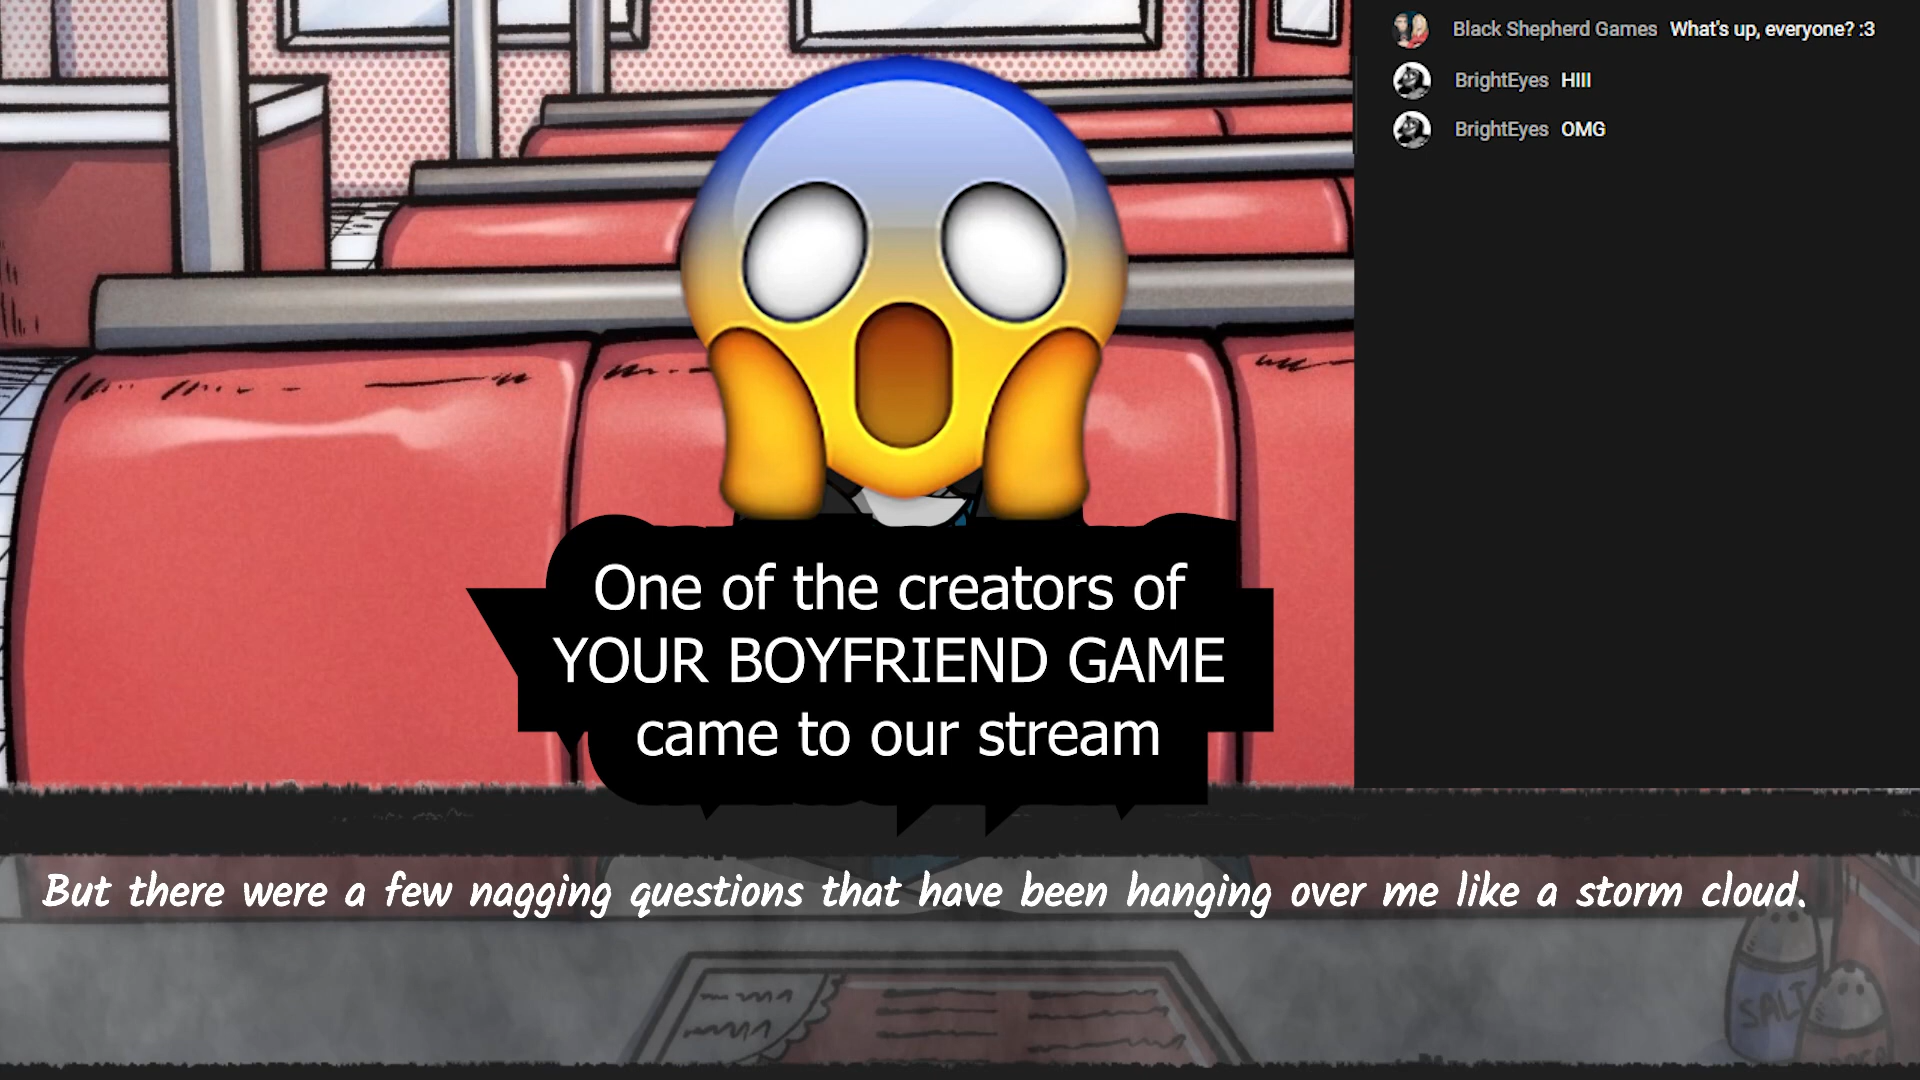 Black Shepherd Games What's up, everyone? :3
BrightEyes HIII
BrightEyes OMG
One of the creators of
YOUR BOYFRIEND GAME
came to our stream
But there were a few nagging questions that have been hanging over me like a storm cloud.
SALT